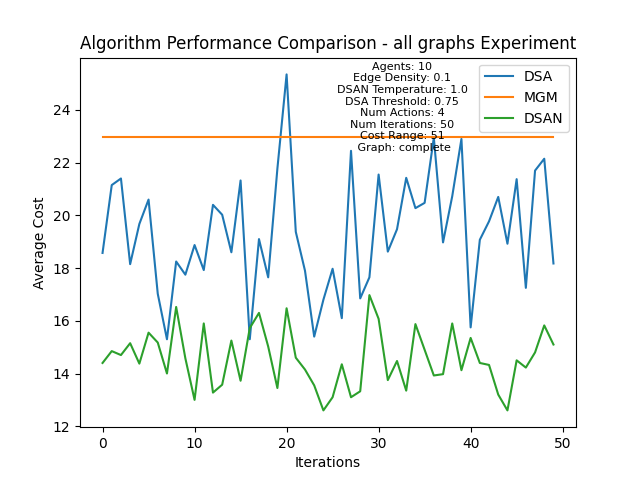 Algorithm Performance Comparison - all graphs Experiment
Agents: 10
Edge Density: 0.1
DSAN Temperature: 1.0
DSA Threshold: 0.75
Num Actions: 4
Num Iterations: 50
Cost Range: 51
Graph: complete
DSA
MGM
DSAN
Average Cost
24
22
20
18
16
14
12
0
10
20
30
40
50
Iterations